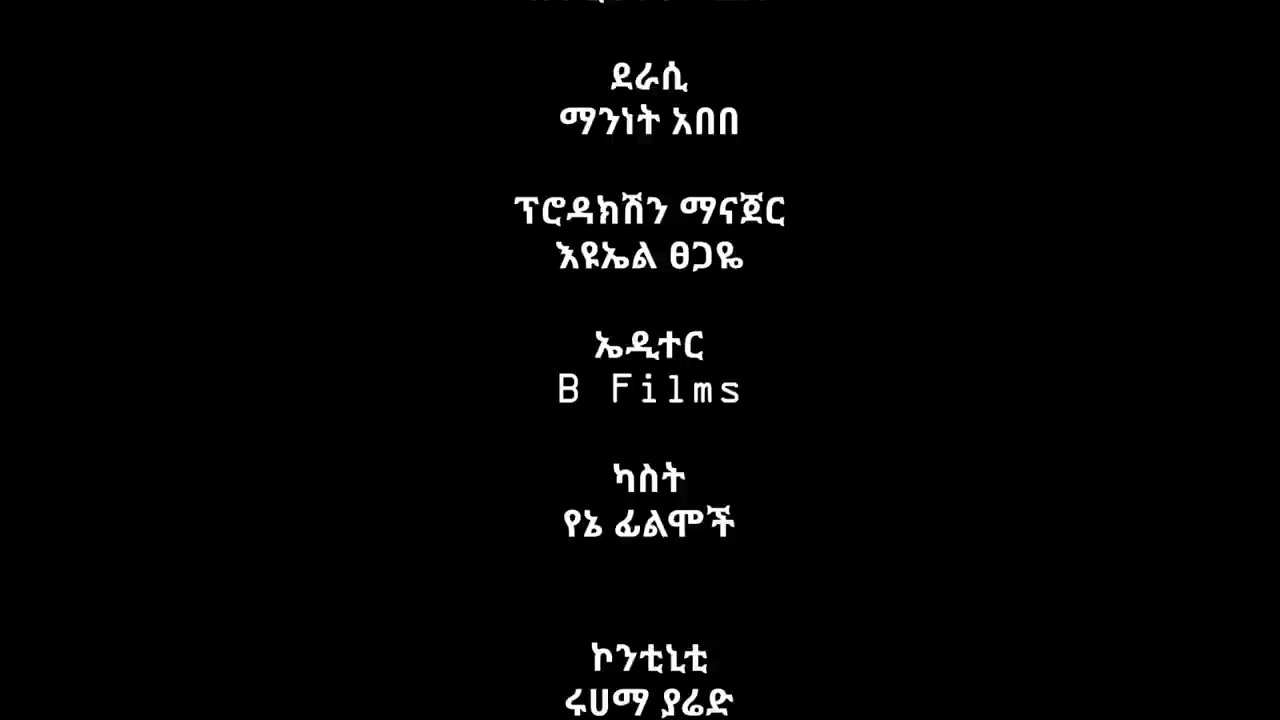 ደራሲ
ማንነት አበበ
ፕሮዳክሽን ማናጀር
እዩኤል ፀጋዬ
ኤዲተር
B Films
ካስት
የኔ ፊልሞች
ኮንቲኒቲ
ሩሀማ ያሬድ